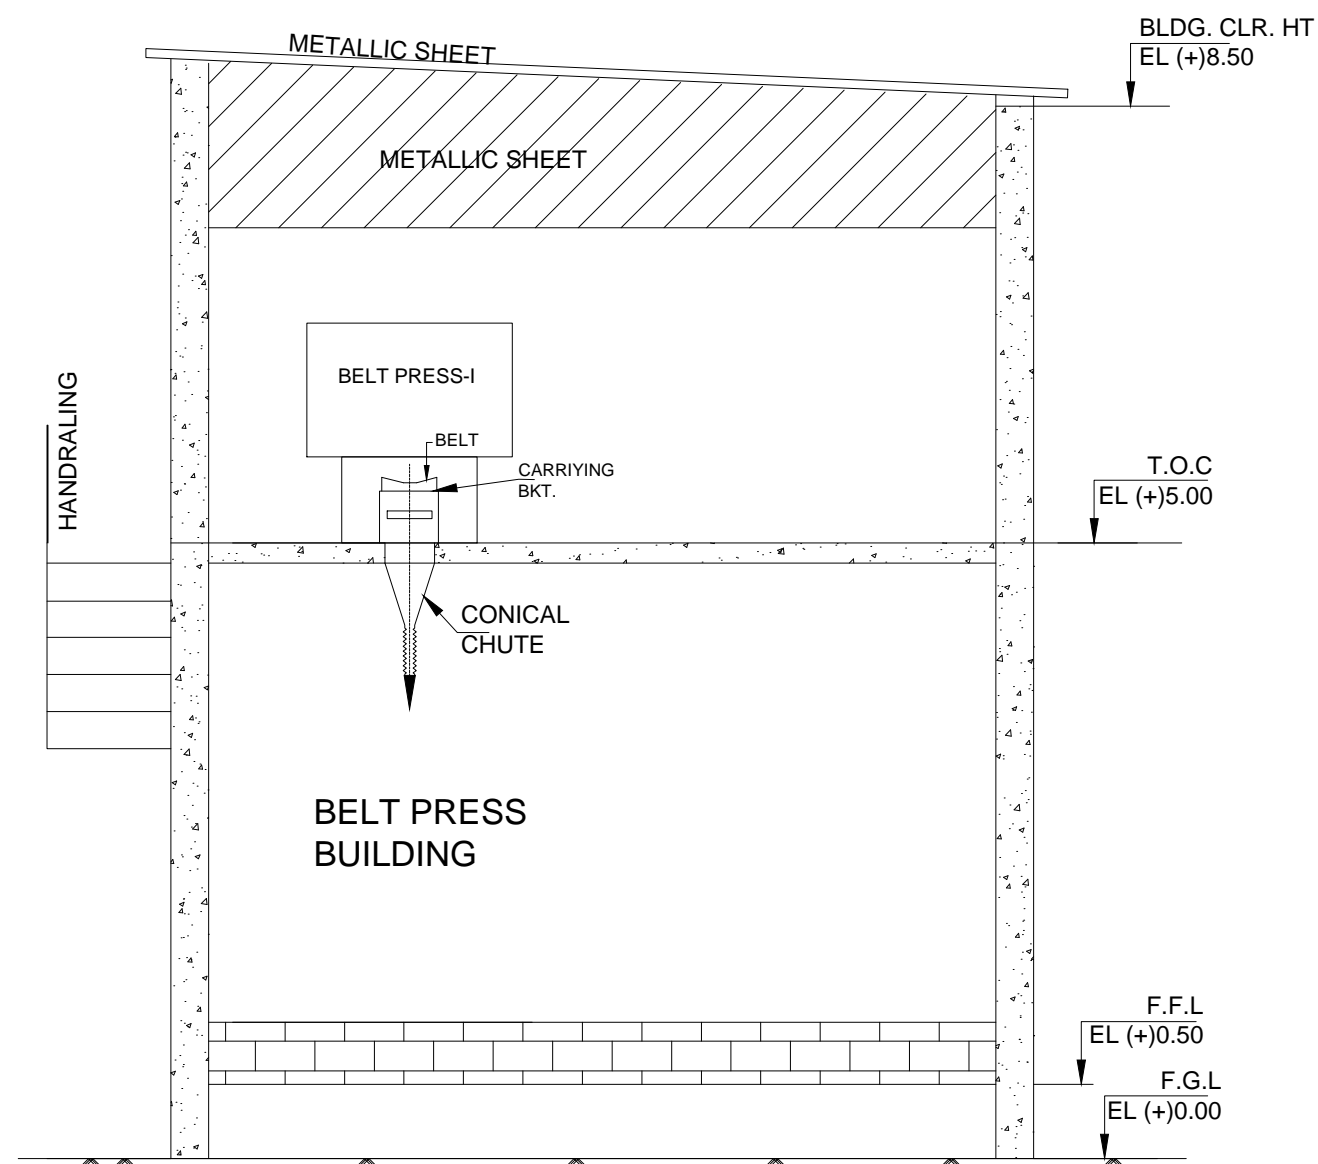 BLDG. CLR. HT
EL (+)8.50
METALLIC SHEET
METALLIC SHEET
BELT PRESS-I
HANDRALING
BELT
CARRIYING
BKT.
T.O.C
EL (+)5.00
CONICAL
CHUTE
BELT PRESS
BUILDING
F.F.L
EL (+)0.50
F.G.L
EL (+)0.00